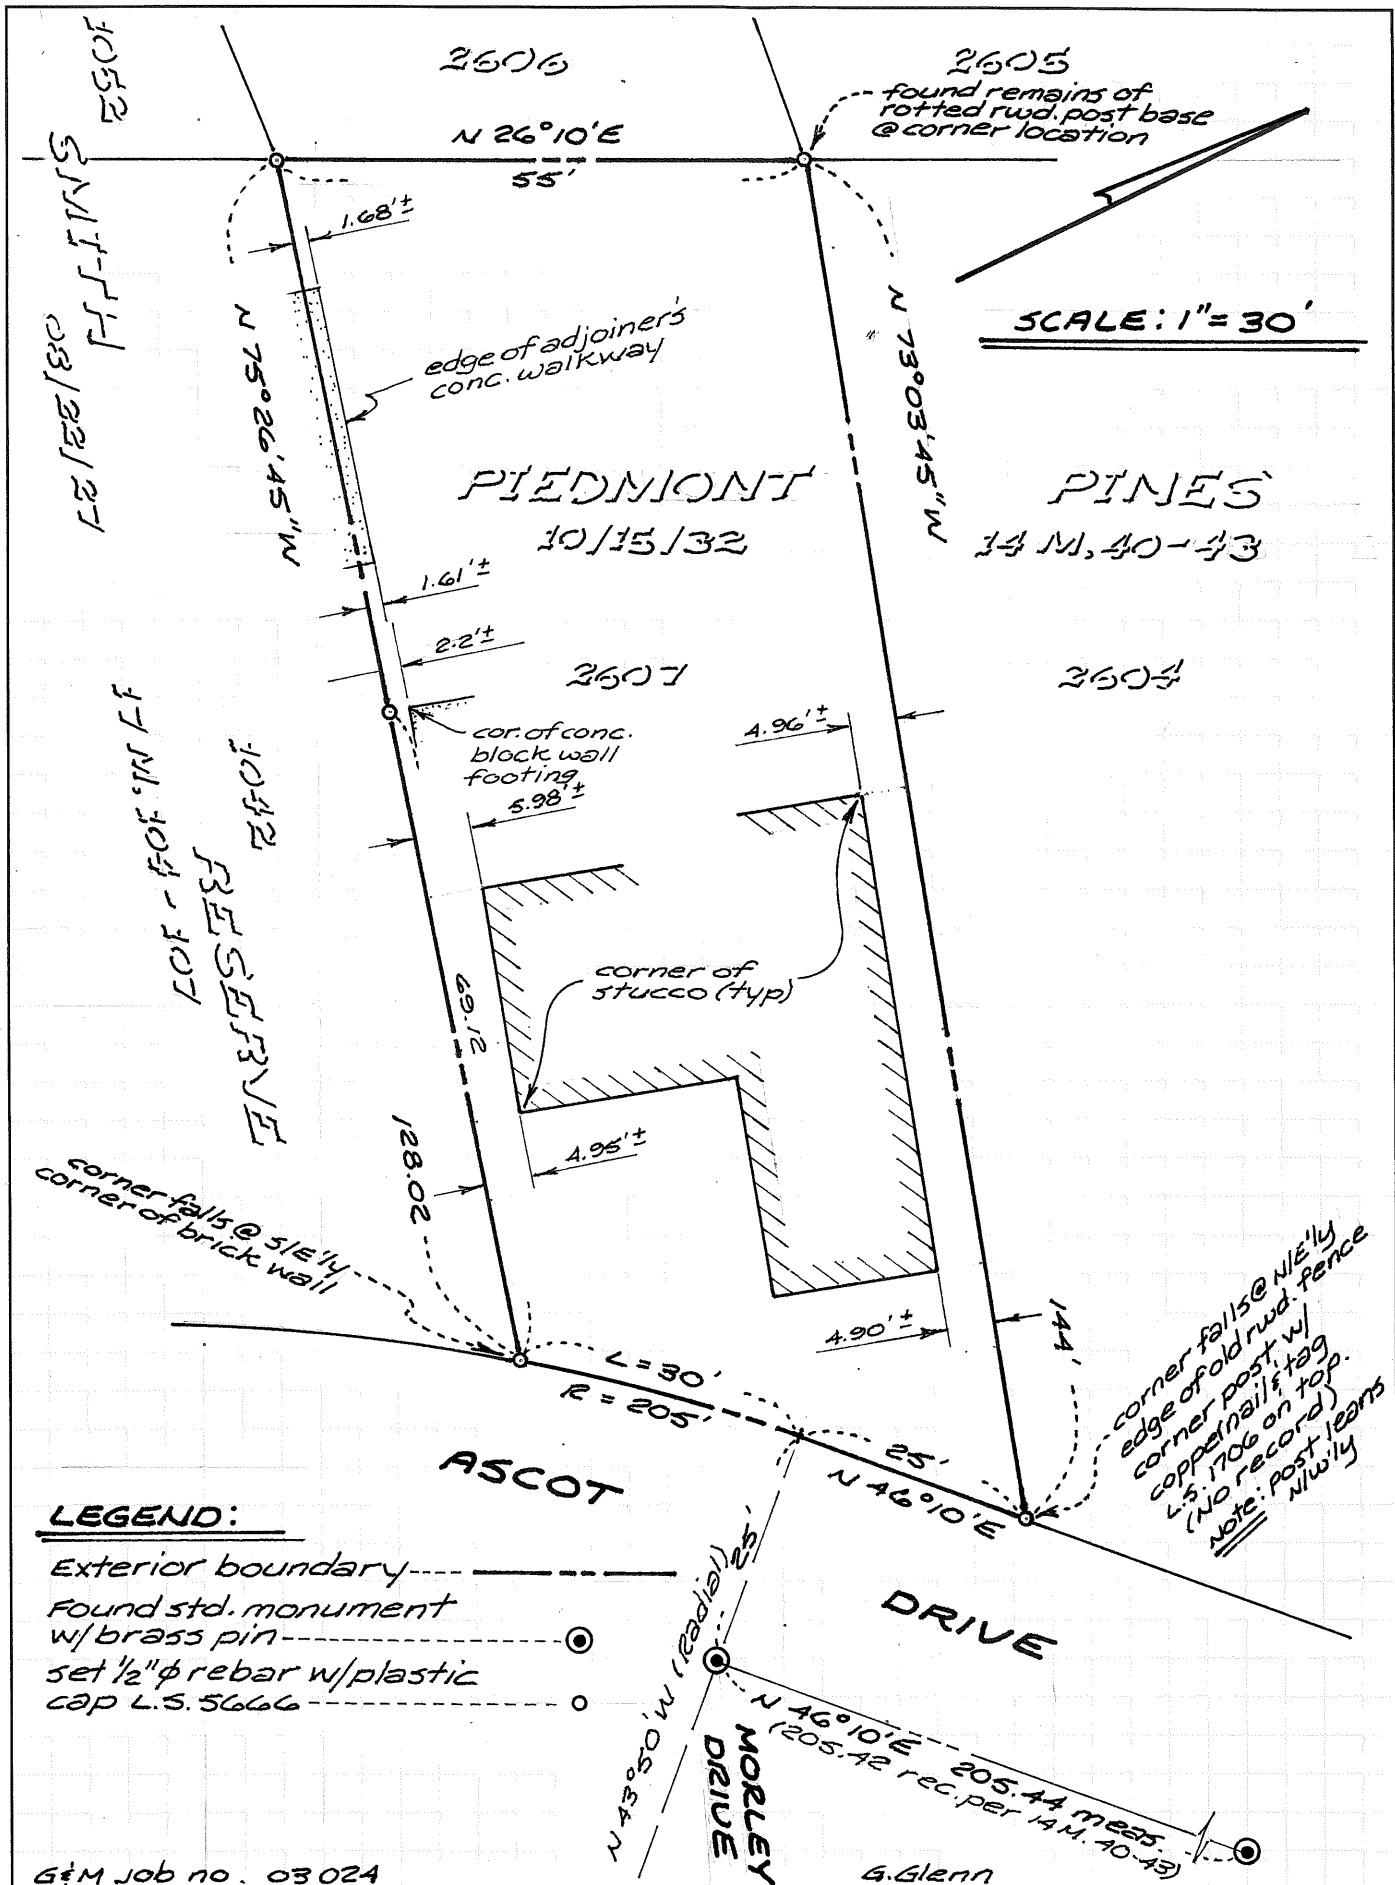 2606
2605
found remains of
rotted rwd. post base
@ corner location
N 26°10'E
55'
1052
SMITH
03/22/27
1.68'±
SCALE: 1"= 30'
edge of adjoiner's
conc. walkway
N 75°26'45"W
N 73°03'45"W
PIEDMONT
10/15/32
PINES
14 M, 40-43
1.61'±
2.2'±
2607
2604
cor. of conc.
block wall
footing
4.96'±
5.98'±
17 M. 104-107
1042
RESERVE
corner of
stucco (typ)
69.12
128.02
4.95'±
corner falls @ S/E'ly
corner of brick wall
4.90'±
144'
corner falls @ N/E'ly
edge of old rwd. fence
corner post w/
copper nail & tag
L.S. 1706 on top.
(No record)
Note: post leans
N/W'ly
L = 30'
R = 205'
25'
N 46°10'E
ASCOT
DRIVE
LEGEND:
Exterior boundary
Found std. monument
w/ brass pin
set 1/2"ϕ rebar w/plastic
cap L.S. 5666
N 43°50'W (Radial) 25'
MORLEY
DRIVE
N 46°10'E 205.44 meas.
(205.42 rec. per 14 M. 40-43)
G&M Job no. 03024
G.Glenn